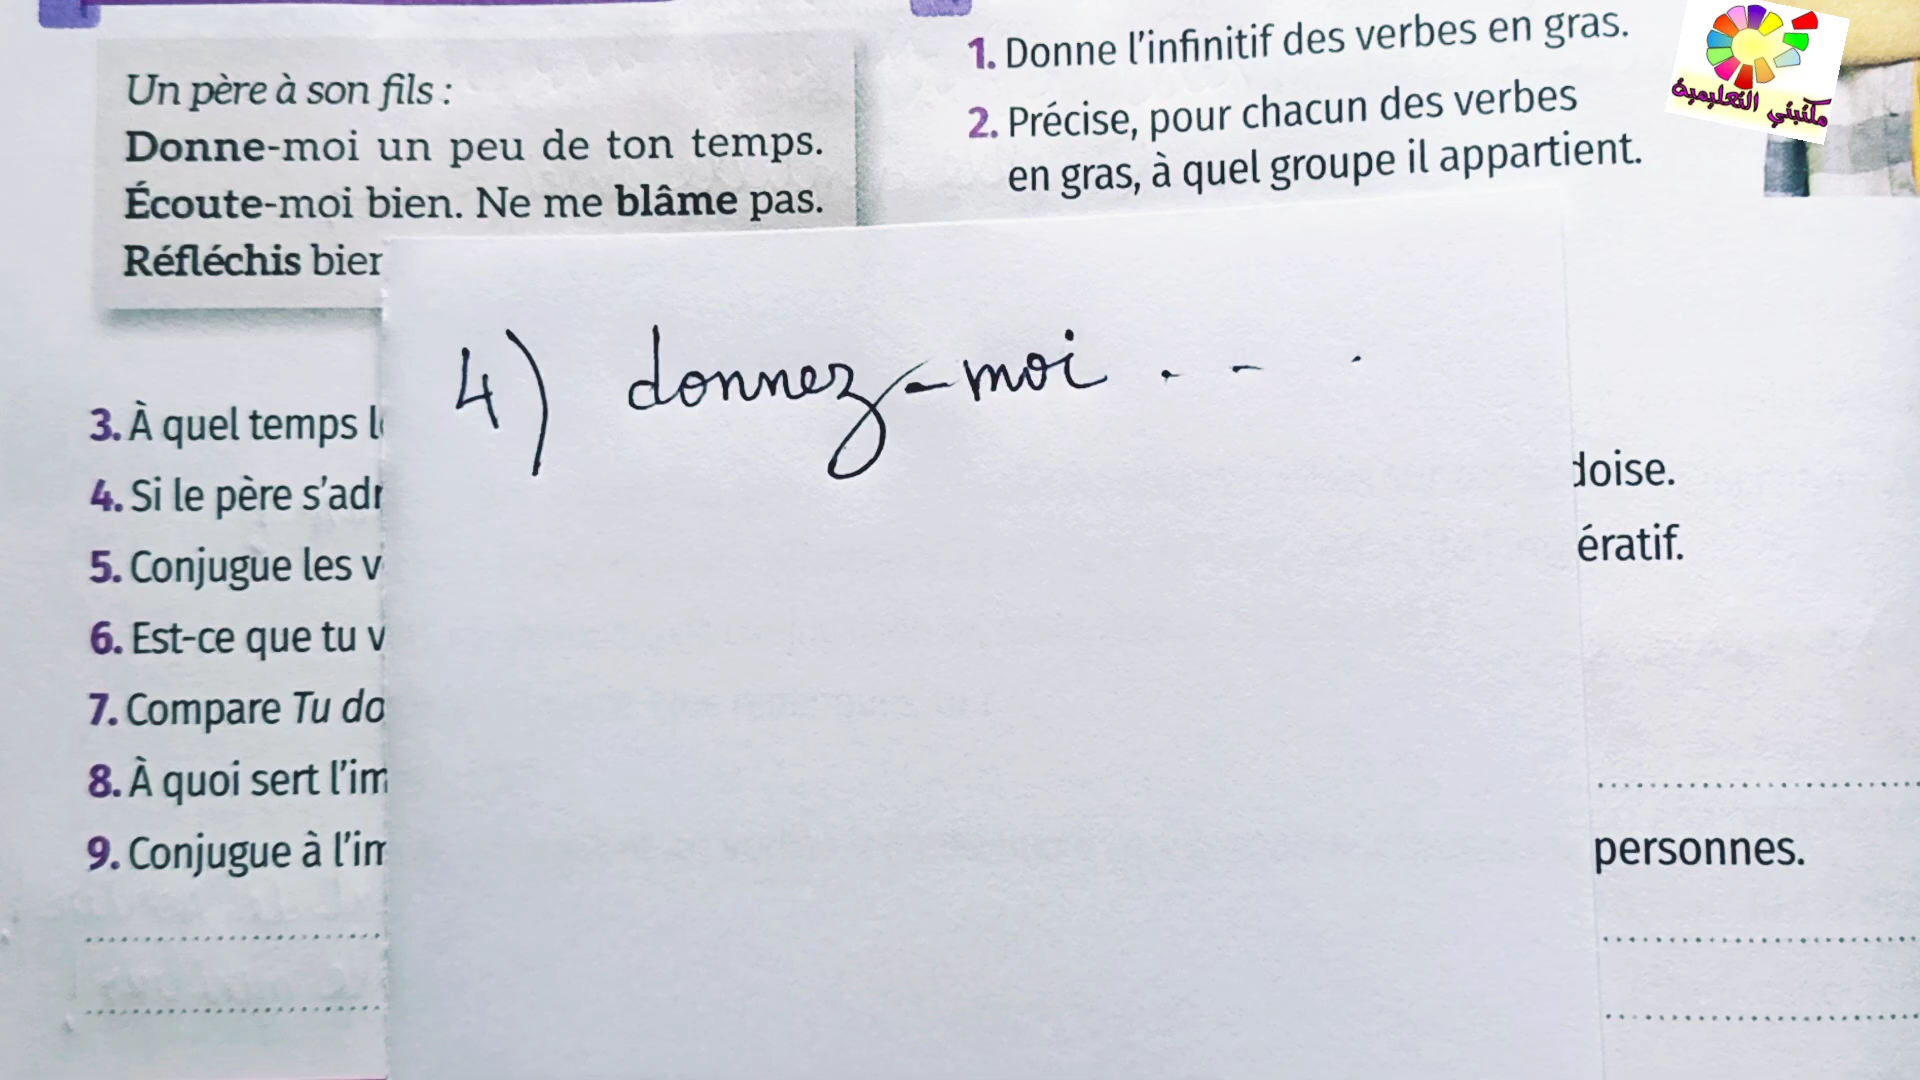 Un père à son fils :
Donne-moi un peu de ton temps.
Écoute-moi bien. Ne me blâme pas.
Réfléchis bien
1. Donne l'infinitif des verbes en gras.
2. Précise, pour chacun des verbes
en gras, à quel groupe il appartient.
مكتبتي التعليمية
4) donnez-moi . - .
3. À quel temps
4. Si le père s'adr
doise.
5. Conjugue les v
ératif.
6. Est-ce que tu v
7. Compare Tu do
8. À quoi sert l'im
9. Conjugue à l'im
personnes.